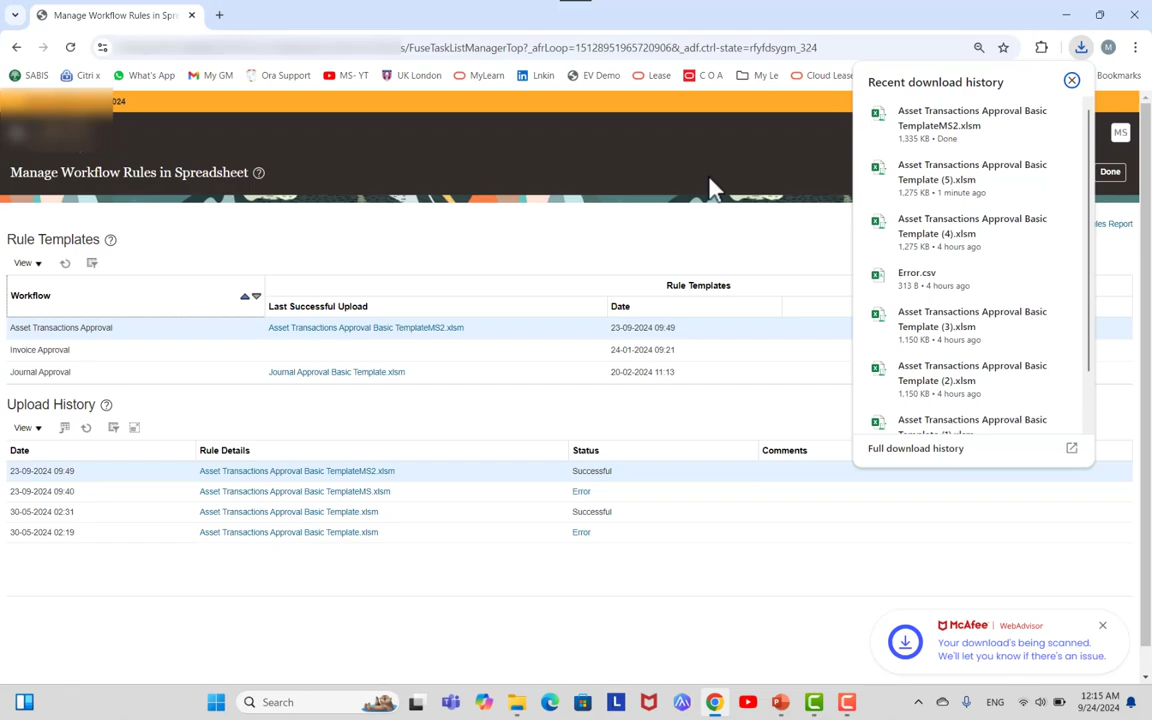 Manage Workflow Rules in Spre
s/FuseTaskListManagerTop?_afrLoop=15128951965720906&_adf.ctrl-state=rfyfdsygm_324
M
SABIS
Citri x
What's App
My GM
Ora Support
MS- YT
UK London
MyLearn
Lnkin
EV Demo
Lease
C O A
My Le
Cloud Lease
Bookmarks
2024
MS
Manage Workflow Rules in Spreadsheet
Done
Recent download history
Asset Transactions Approval Basic
TemplateMS2.xlsm
1,335 KB • Done
Asset Transactions Approval Basic
Template (5).xlsm
1,275 KB • 1 minute ago
Asset Transactions Approval Basic
Template (4).xlsm
1,275 KB • 4 hours ago
Error.csv
313 B • 4 hours ago
Asset Transactions Approval Basic
Template (3).xlsm
1,150 KB • 4 hours ago
Asset Transactions Approval Basic
Template (2).xlsm
1,150 KB • 4 hours ago
Asset Transactions Approval Basic
Full download history
les Report
Rule Templates
View
Workflow
Rule Templates
Last Successful Upload
Date
Asset Transactions Approval
Asset Transactions Approval Basic TemplateMS2.xlsm
23-09-2024 09:49
Invoice Approval
24-01-2024 09:21
Journal Approval
Journal Approval Basic Template.xlsm
20-02-2024 11:13
Upload History
View
Date
Rule Details
Status
Comments
23-09-2024 09:49
Asset Transactions Approval Basic TemplateMS2.xlsm
Successful
23-09-2024 09:40
Asset Transactions Approval Basic TemplateMS.xlsm
Error
30-05-2024 02:31
Asset Transactions Approval Basic Template.xlsm
Successful
30-05-2024 02:19
Asset Transactions Approval Basic Template.xlsm
Error
McAfee | WebAdvisor
Your download's being scanned.
We'll let you know if there's an issue.
Search
ENG
12:15 AM
9/24/2024